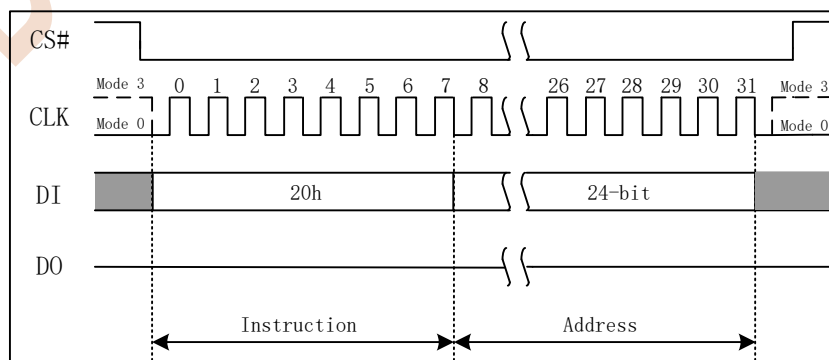 CS#
Mode 3 0 1 2 3 4 5 6 7 8 26 27 28 29 30 31 Mode 3
CLK
Mode 0 Mode 0
DI 20h 24-bit
DO
Instruction Address